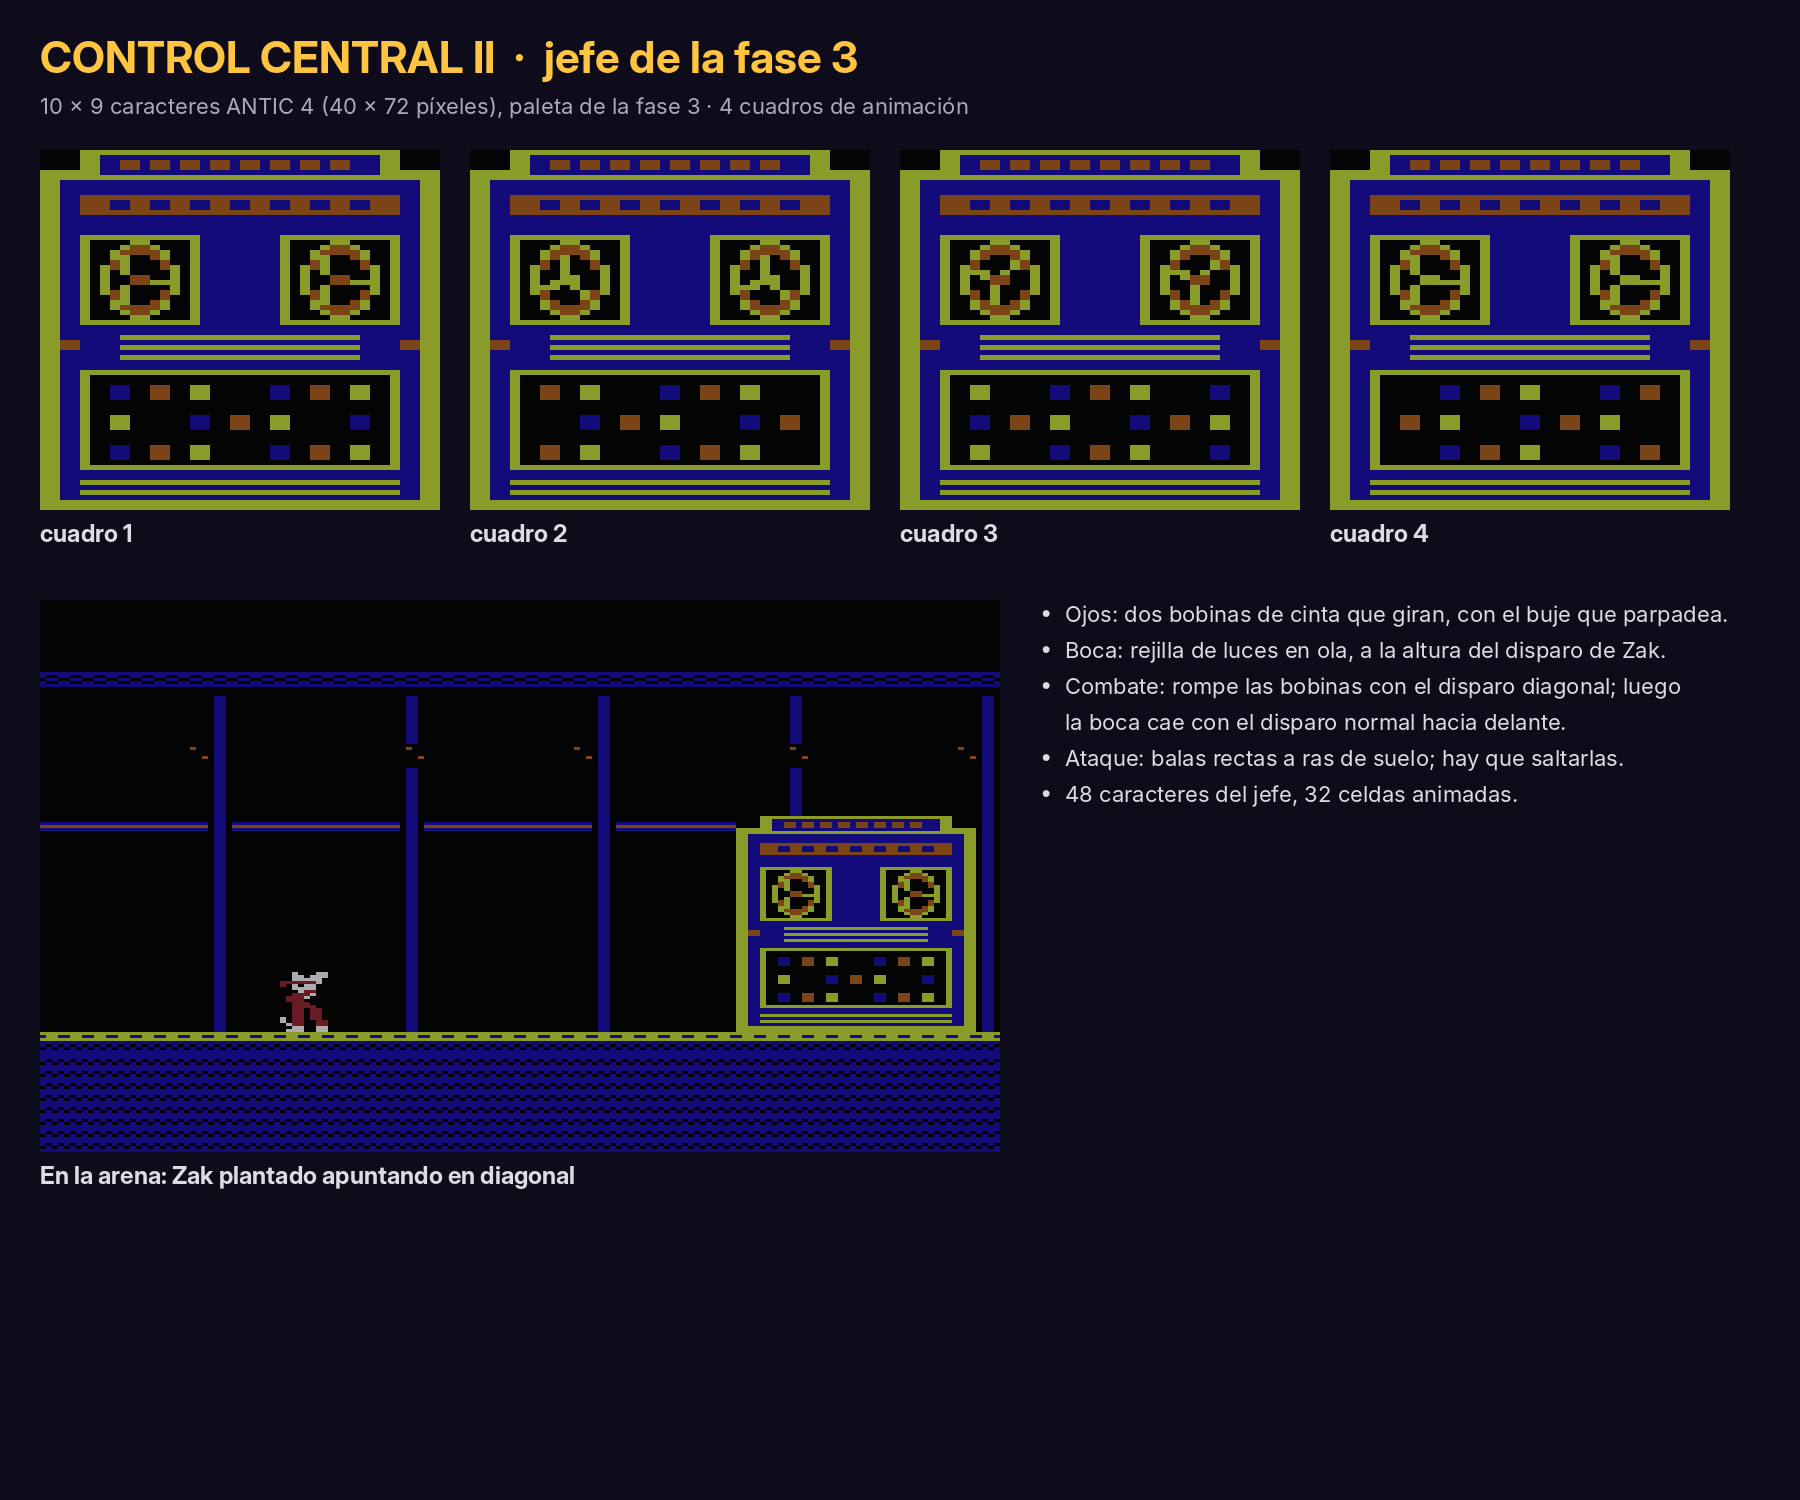 CONTROL CENTRAL II · jefe de la fase 3
10 × 9 caracteres ANTIC 4 (40 × 72 píxeles), paleta de la fase 3 · 4 cuadros de animación
cuadro 1
cuadro 2
cuadro 3
cuadro 4
• Ojos: dos bobinas de cinta que giran, con el buje que parpadea.
• Boca: rejilla de luces en ola, a la altura del disparo de Zak.
• Combate: rompe las bobinas con el disparo diagonal; luego
la boca cae con el disparo normal hacia delante.
• Ataque: balas rectas a ras de suelo; hay que saltarlas.
• 48 caracteres del jefe, 32 celdas animadas.
En la arena: Zak plantado apuntando en diagonal